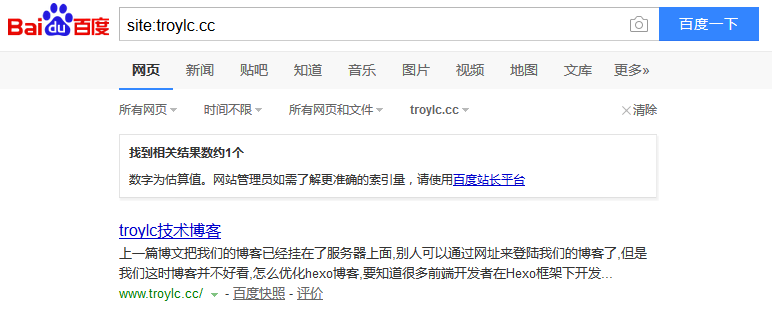 Baidu百度 site:troylc.cc 百度一下
网页 新闻 贴吧 知道 音乐 图片 视频 地图 文库 更多»
所有网页 时间不限 所有网页和文件 troylc.cc 清除
找到相关结果数约1个
数字为估算值。网站管理员如需了解更准确的索引量，请使用百度站长平台
troylc技术博客
上一篇博文把我们的博客已经挂在了服务器上面,别人可以通过网址来登陆我们的博客了,但是
我们这时博客并不好看,怎么优化hexo博客,要知道很多前端开发者在Hexo框架下开发...
www.troylc.cc/ - 百度快照 - 评价